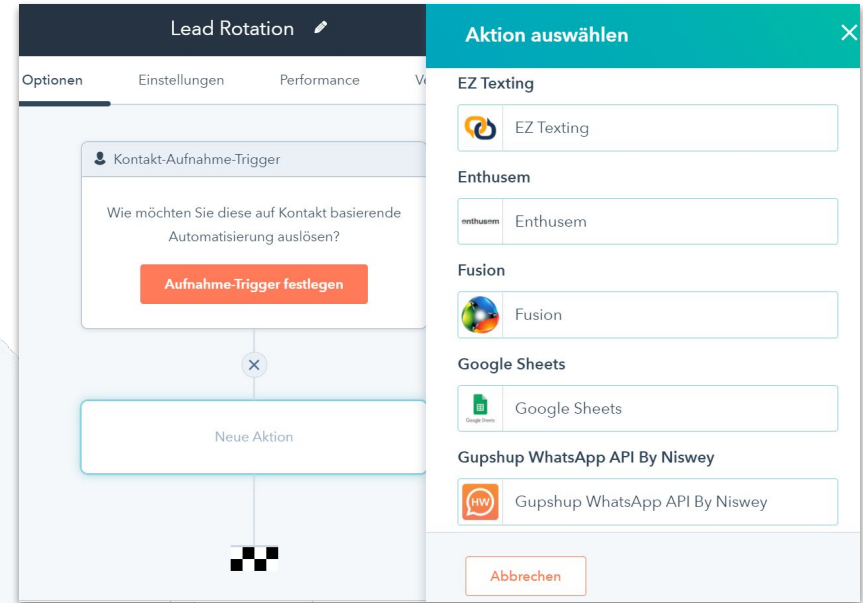 Lead Rotation
Optionen
Einstellungen
Performance
Kontakt-Aufnahme-Trigger
Wie möchten Sie diese auf Kontakt basierende
Automatisierung auslösen?
Aufnahme-Trigger festlegen
Neue Aktion
Aktion auswählen
EZ Texting
EZ Texting
Enthusem
enthusem
Enthusem
Fusion
Fusion
Google Sheets
Google Sheets
Google Sheets
Gupshup WhatsApp API By Niswey
HW
Gupshup WhatsApp API By Niswey
Abbrechen